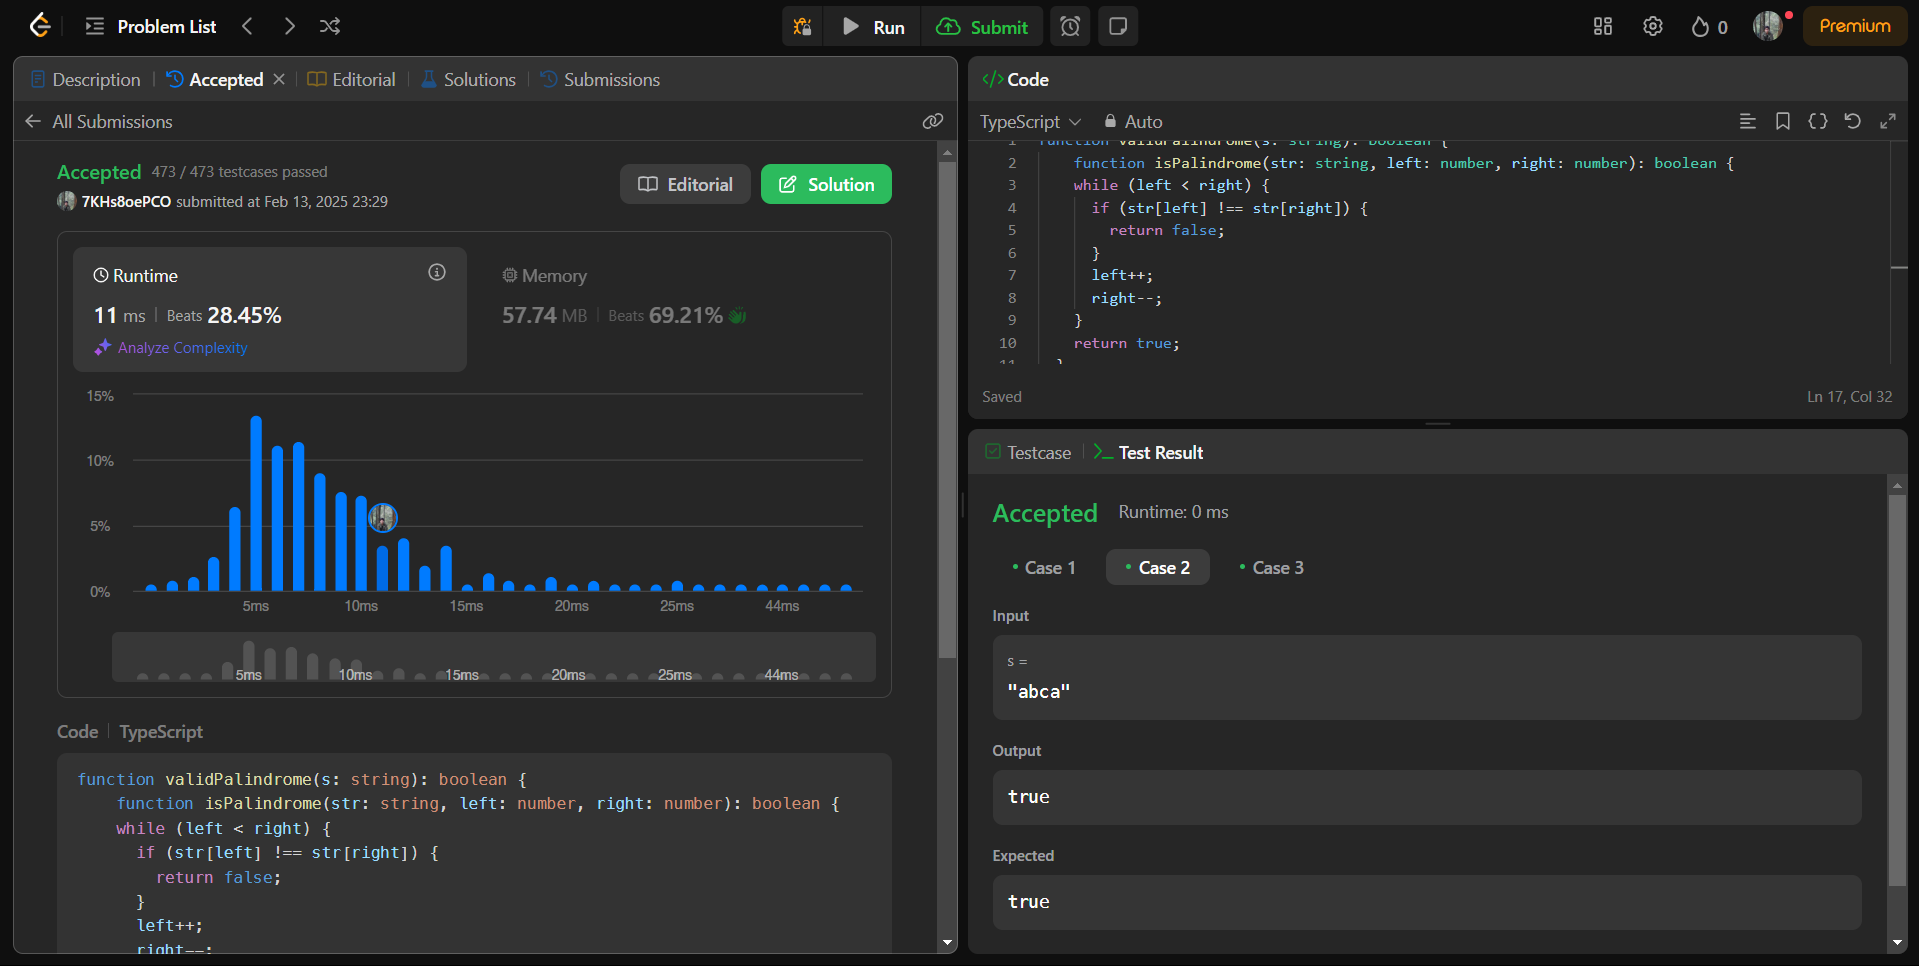 Problem List
Run
Submit
0
Premium
Description
Accepted
Editorial
Solutions
Submissions
All Submissions
Accepted 473 / 473 testcases passed
7KHs8oePCO submitted at Feb 13, 2025 23:29
Editorial
Solution
Runtime
11 ms | Beats 28.45%
Analyze Complexity
Memory
57.74 MB | Beats 69.21%
15%
10%
5%
0%
5ms 10ms 15ms 20ms 25ms 44ms
5ms 10ms 15ms 20ms 25ms 44ms
Code | TypeScript
function validPalindrome(s: string): boolean {
    function isPalindrome(str: string, left: number, right: number): boolean {
    while (left < right) {
      if (str[left] !== str[right]) {
        return false;
      }
      left++;
      right--;
</> Code
TypeScript
Auto
1 function validPalindrome(s: string): boolean {
2     function isPalindrome(str: string, left: number, right: number): boolean {
3     while (left < right) {
4       if (str[left] !== str[right]) {
5         return false;
6       }
7       left++;
8       right--;
9     }
10     return true;
11   }
Saved
Ln 17, Col 32
Testcase
Test Result
Accepted Runtime: 0 ms
Case 1
Case 2
Case 3
Input
s =
"abca"
Output
true
Expected
true